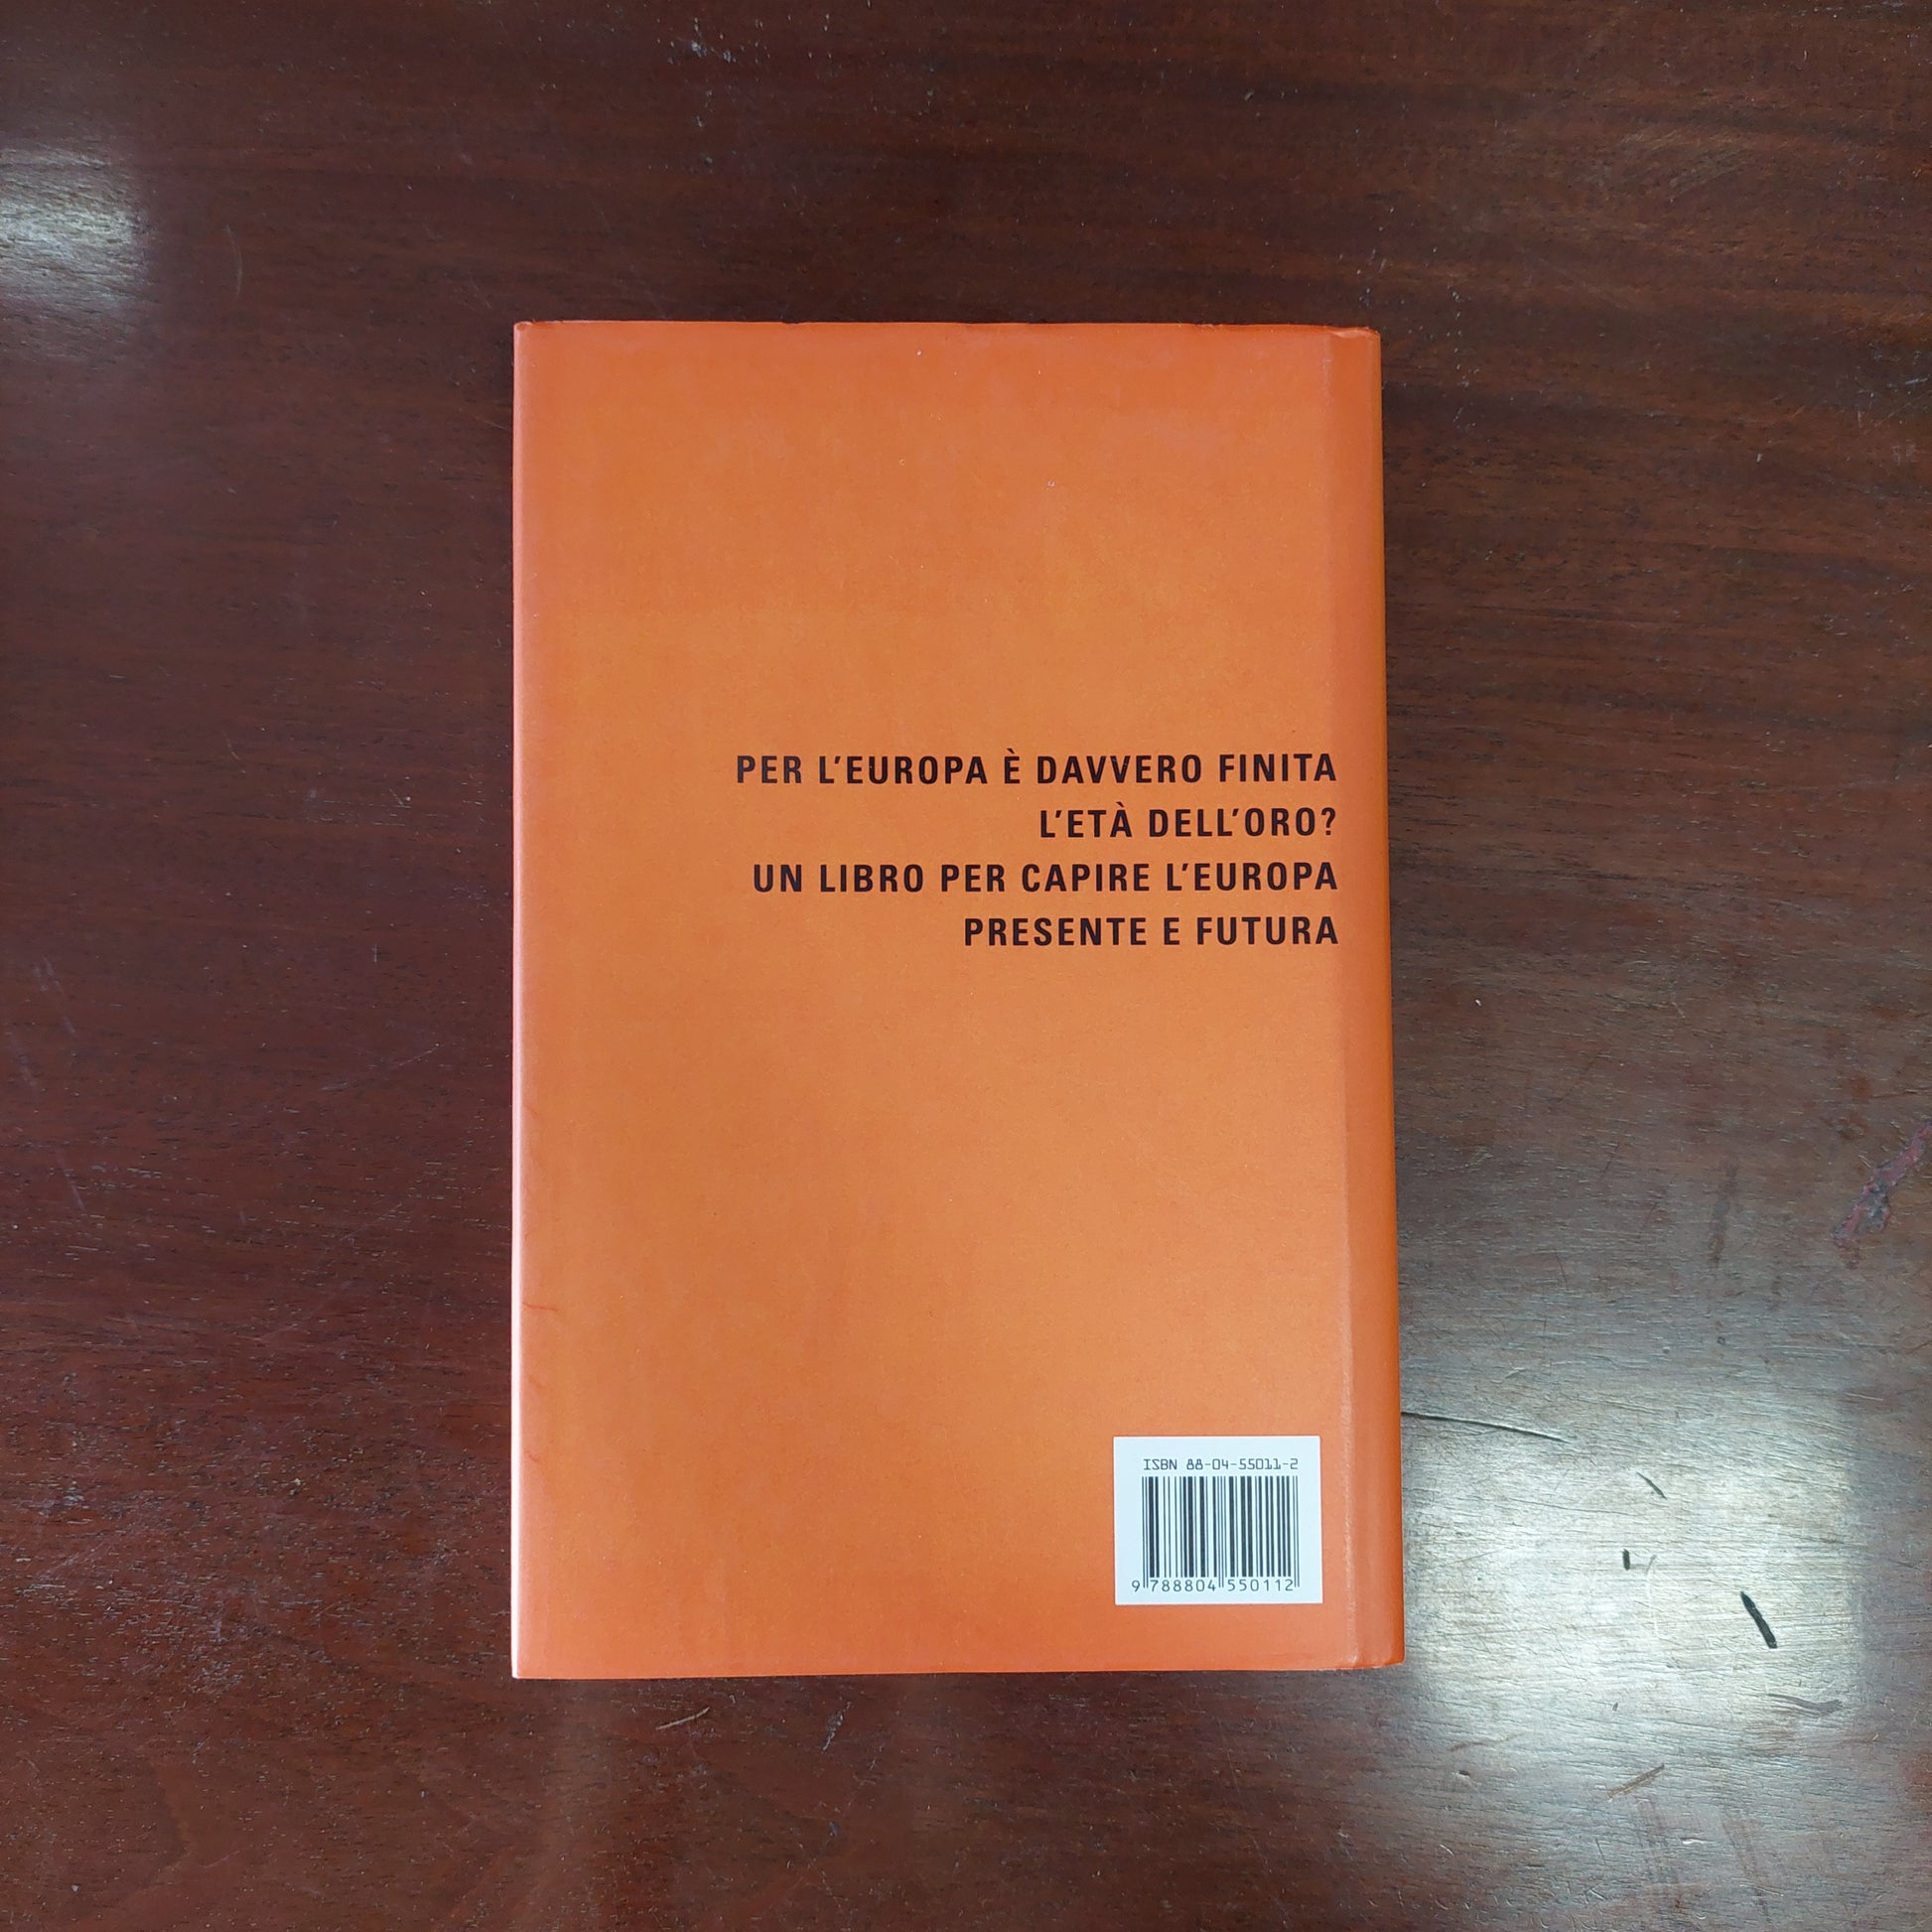 PER L'EUROPA È DAVVERO FINITA
L'ETÀ DELL'ORO?
UN LIBRO PER CAPIRE L'EUROPA
PRESENTE E FUTURA
ISBN 88-04-55011-2
9 788804 550112